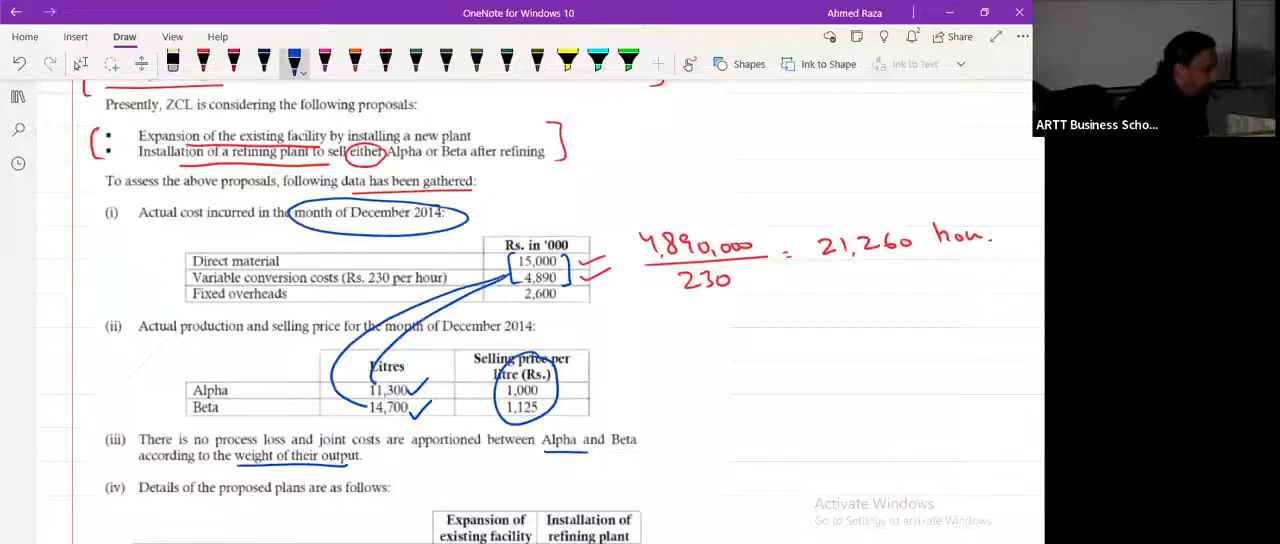 OneNote for Windows 10
Ahmed Raza
Home Insert Draw View Help
Share
Shapes Ink to Shape Ink to Text
ARTT Business Scho...
Presently, ZCL is considering the following proposals:
▪ Expansion of the existing facility by installing a new plant
▪ Installation of a refining plant to sell either Alpha or Beta after refining
To assess the above proposals, following data has been gathered:
(i) Actual cost incurred in the month of December 2014:
Rs. in '000
Direct material 15,000
Variable conversion costs (Rs. 230 per hour) 4,890
Fixed overheads 2,600
4,890,000
230
= 21,260 hou.
(ii) Actual production and selling price for the month of December 2014:
Litres Selling price per
litre (Rs.)
Alpha 11,300 1,000
Beta 14,700 1,125
(iii) There is no process loss and joint costs are apportioned between Alpha and Beta
according to the weight of their output.
(iv) Details of the proposed plans are as follows:
Expansion of Installation of
existing facility refining plant
Activate Windows
Go to Settings to activate Windows.